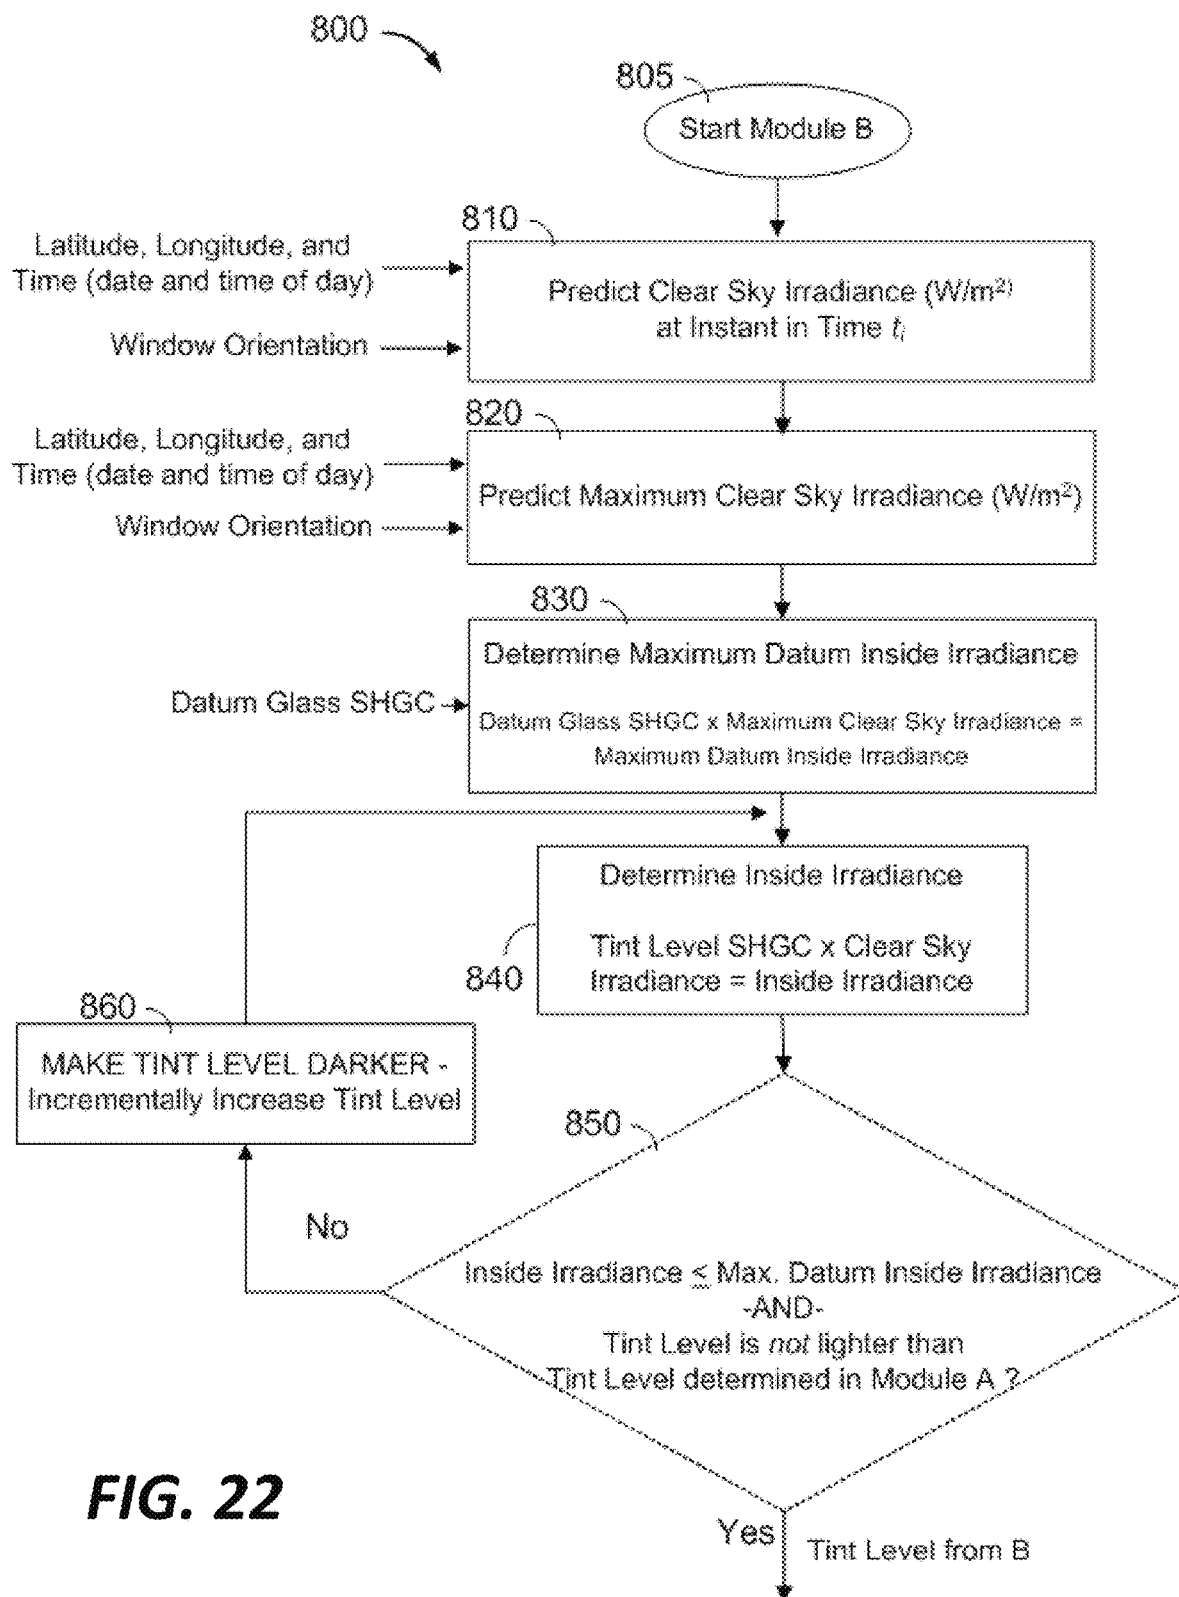 800
805
Start Module B
810
Latitude, Longitude, and
Time (date and time of day)
Window Orientation
Predict Clear Sky Irradiance (W/m²⁾
at Instant in Time tᵢ
820
Latitude, Longitude, and
Time (date and time of day)
Window Orientation
Predict Maximum Clear Sky Irradiance (W/m²)
830
Determine Maximum Datum Inside Irradiance
Datum Glass SHGC
Datum Glass SHGC x Maximum Clear Sky Irradiance =
Maximum Datum Inside Irradiance
Determine Inside Irradiance
840
Tint Level SHGC x Clear Sky
Irradiance = Inside Irradiance
860
MAKE TINT LEVEL DARKER -
Incrementally Increase Tint Level
850
No
Inside Irradiance ≤ Max. Datum Inside Irradiance
-AND-
Tint Level is not lighter than
Tint Level determined in Module A ?
FIG. 22
Yes
Tint Level from B